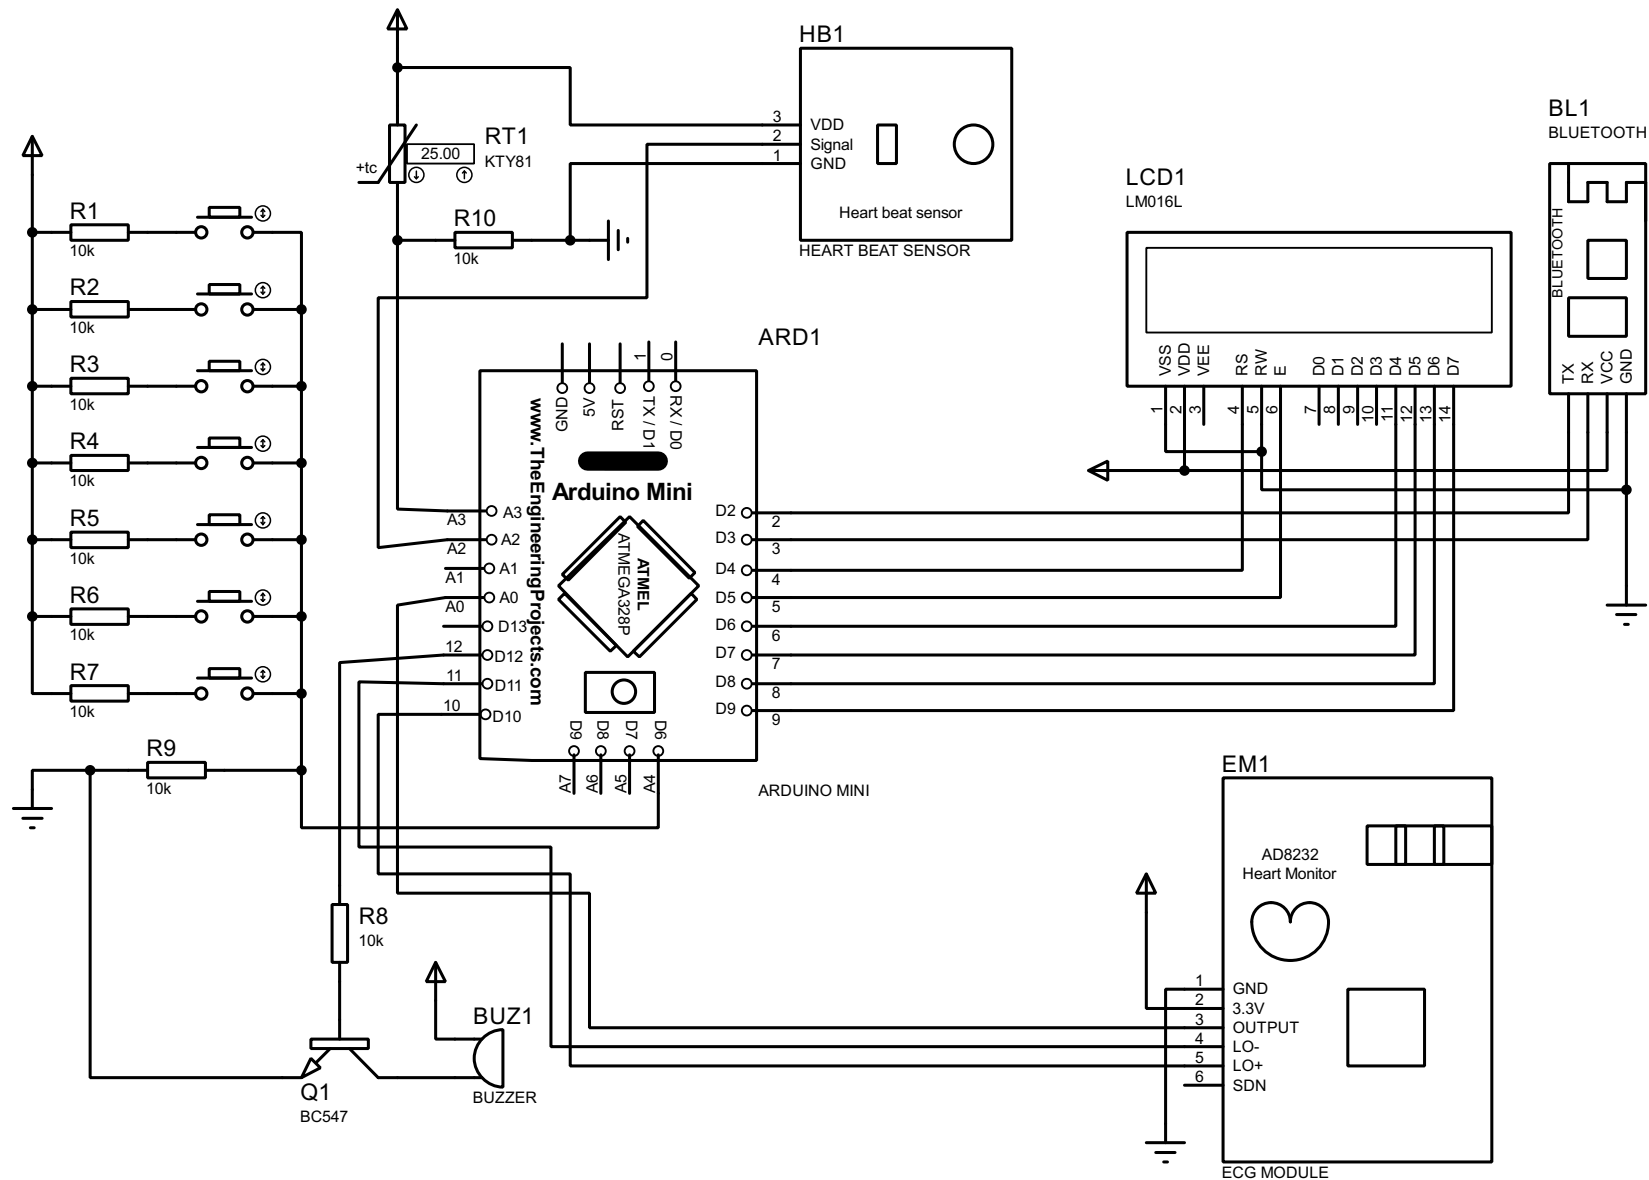 HB1
3
VDD
2
Signal
1
GND
Heart beat sensor
HEART BEAT SENSOR
RT1
25.00
KTY81
+tc
R10
10k
BL1
BLUETOOTH
BLUETOOTH
TX
RX
VCC
GND
LCD1
LM016L
VSS
VDD
VEE
RS
RW
E
D0
D1
D2
D3
D4
D5
D6
D7
1
2
3
4
5
6
7
8
9
10
11
12
13
14
R1
10k
R2
10k
R3
10k
R4
10k
R5
10k
R6
10k
R7
10k
R9
10k
ARD1
1
0
GND
5V
RST
TX / D1
RX / D0
www.TheEngineeringProjects.com
Arduino Mini
ATMEL
ATMEGA328P
A3
A3
A2
A2
A1
A1
A0
A0
D13
12
D12
11
D11
10
D10
D2
2
D3
3
D4
4
D5
5
D6
6
D7
7
D8
8
D9
9
D9
D8
D7
D6
A7
A6
A5
A4
ARDUINO MINI
R8
10k
BUZ1
BUZZER
Q1
BC547
EM1
AD8232
Heart Monitor
1
GND
2
3.3V
3
OUTPUT
4
LO-
5
LO+
6
SDN
ECG MODULE